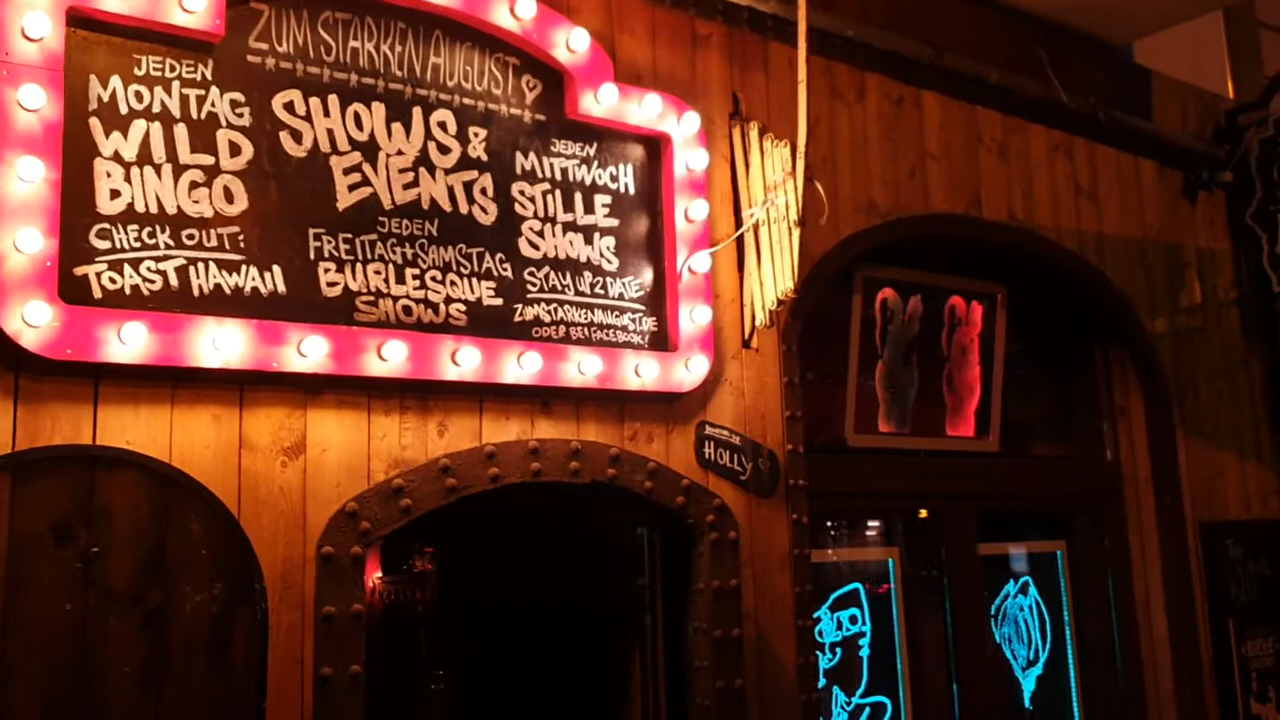 ZUM STARKEN AUGUST
JEDEN
MONTAG
WILD
BINGO
CHECK OUT:
TOAST HAWAII
SHOWS &
EVENTS
JEDEN
FREITAG+SAMSTAG
BURLESQUE
SHOWS
JEDEN
MITTWOCH
STILLE
SHOWS
STAY UP 2 DATE:
ZUMSTARKENAUGUST.DE
ODER BEI FACEBOOK!
HOLLY